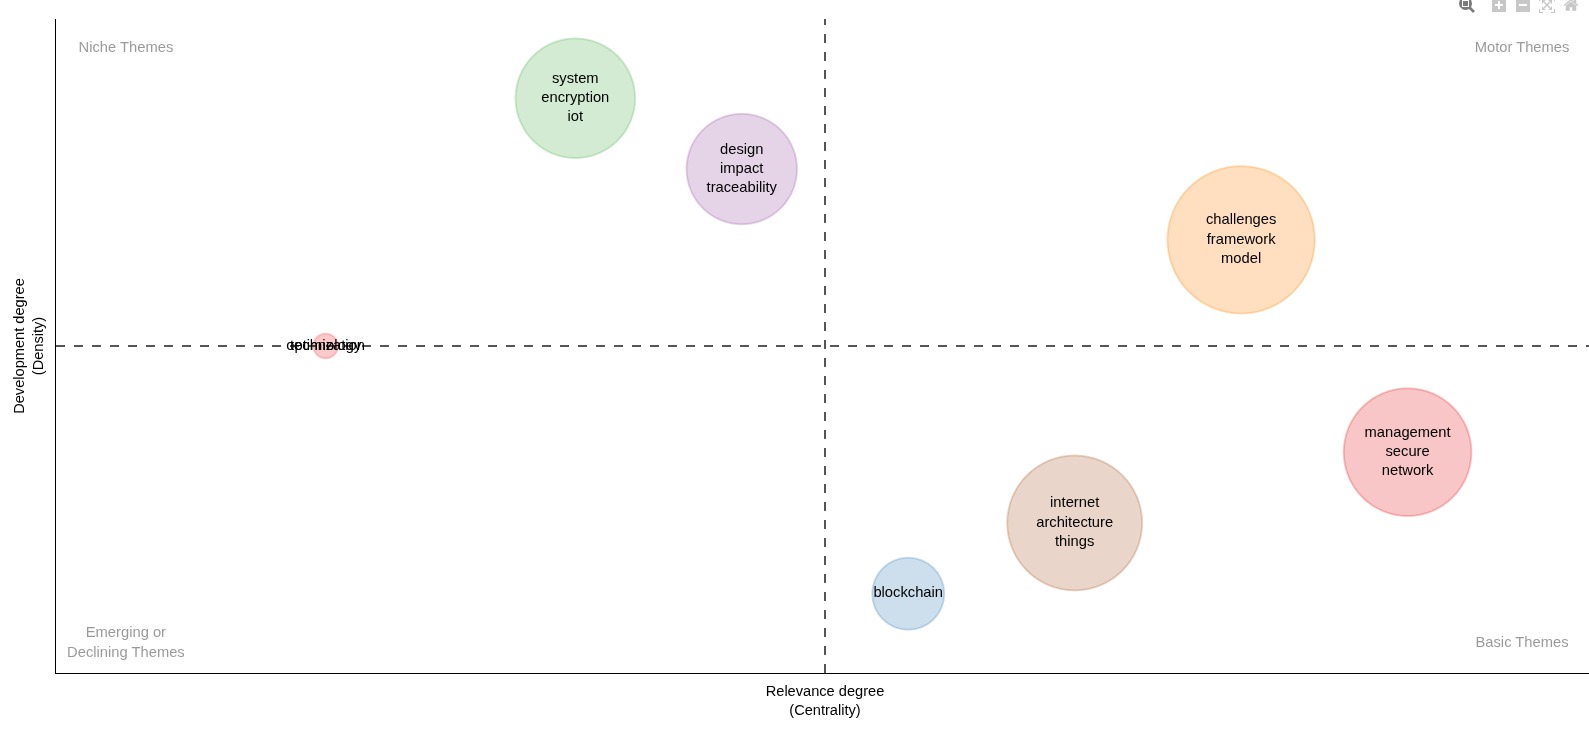 Niche Themes
Motor Themes
system
encryption
iot
design
impact
traceability
challenges
framework
model
Development degree
(Density)
management
secure
network
internet
architecture
things
blockchain
Emerging or
Declining Themes
Basic Themes
Relevance degree
(Centrality)